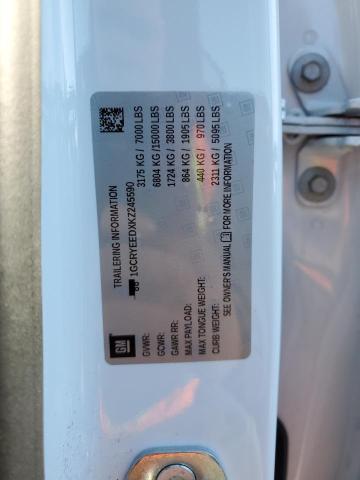 TRAILERING INFORMATION
1GCRYEEDXKZ245590
GM
GVWR: 3175 KG / 7000 LBS
GCWR: 6804 KG /15000 LBS
GAWR RR: 1724 KG / 3800 LBS
MAX PAYLOAD: 864 KG / 1905 LBS
MAX TONGUE WEIGHT: 440 KG / 970 LBS
CURB WEIGHT: 2311 KG / 5095 LBS
SEE OWNER'S MANUAL FOR MORE INFORMATION